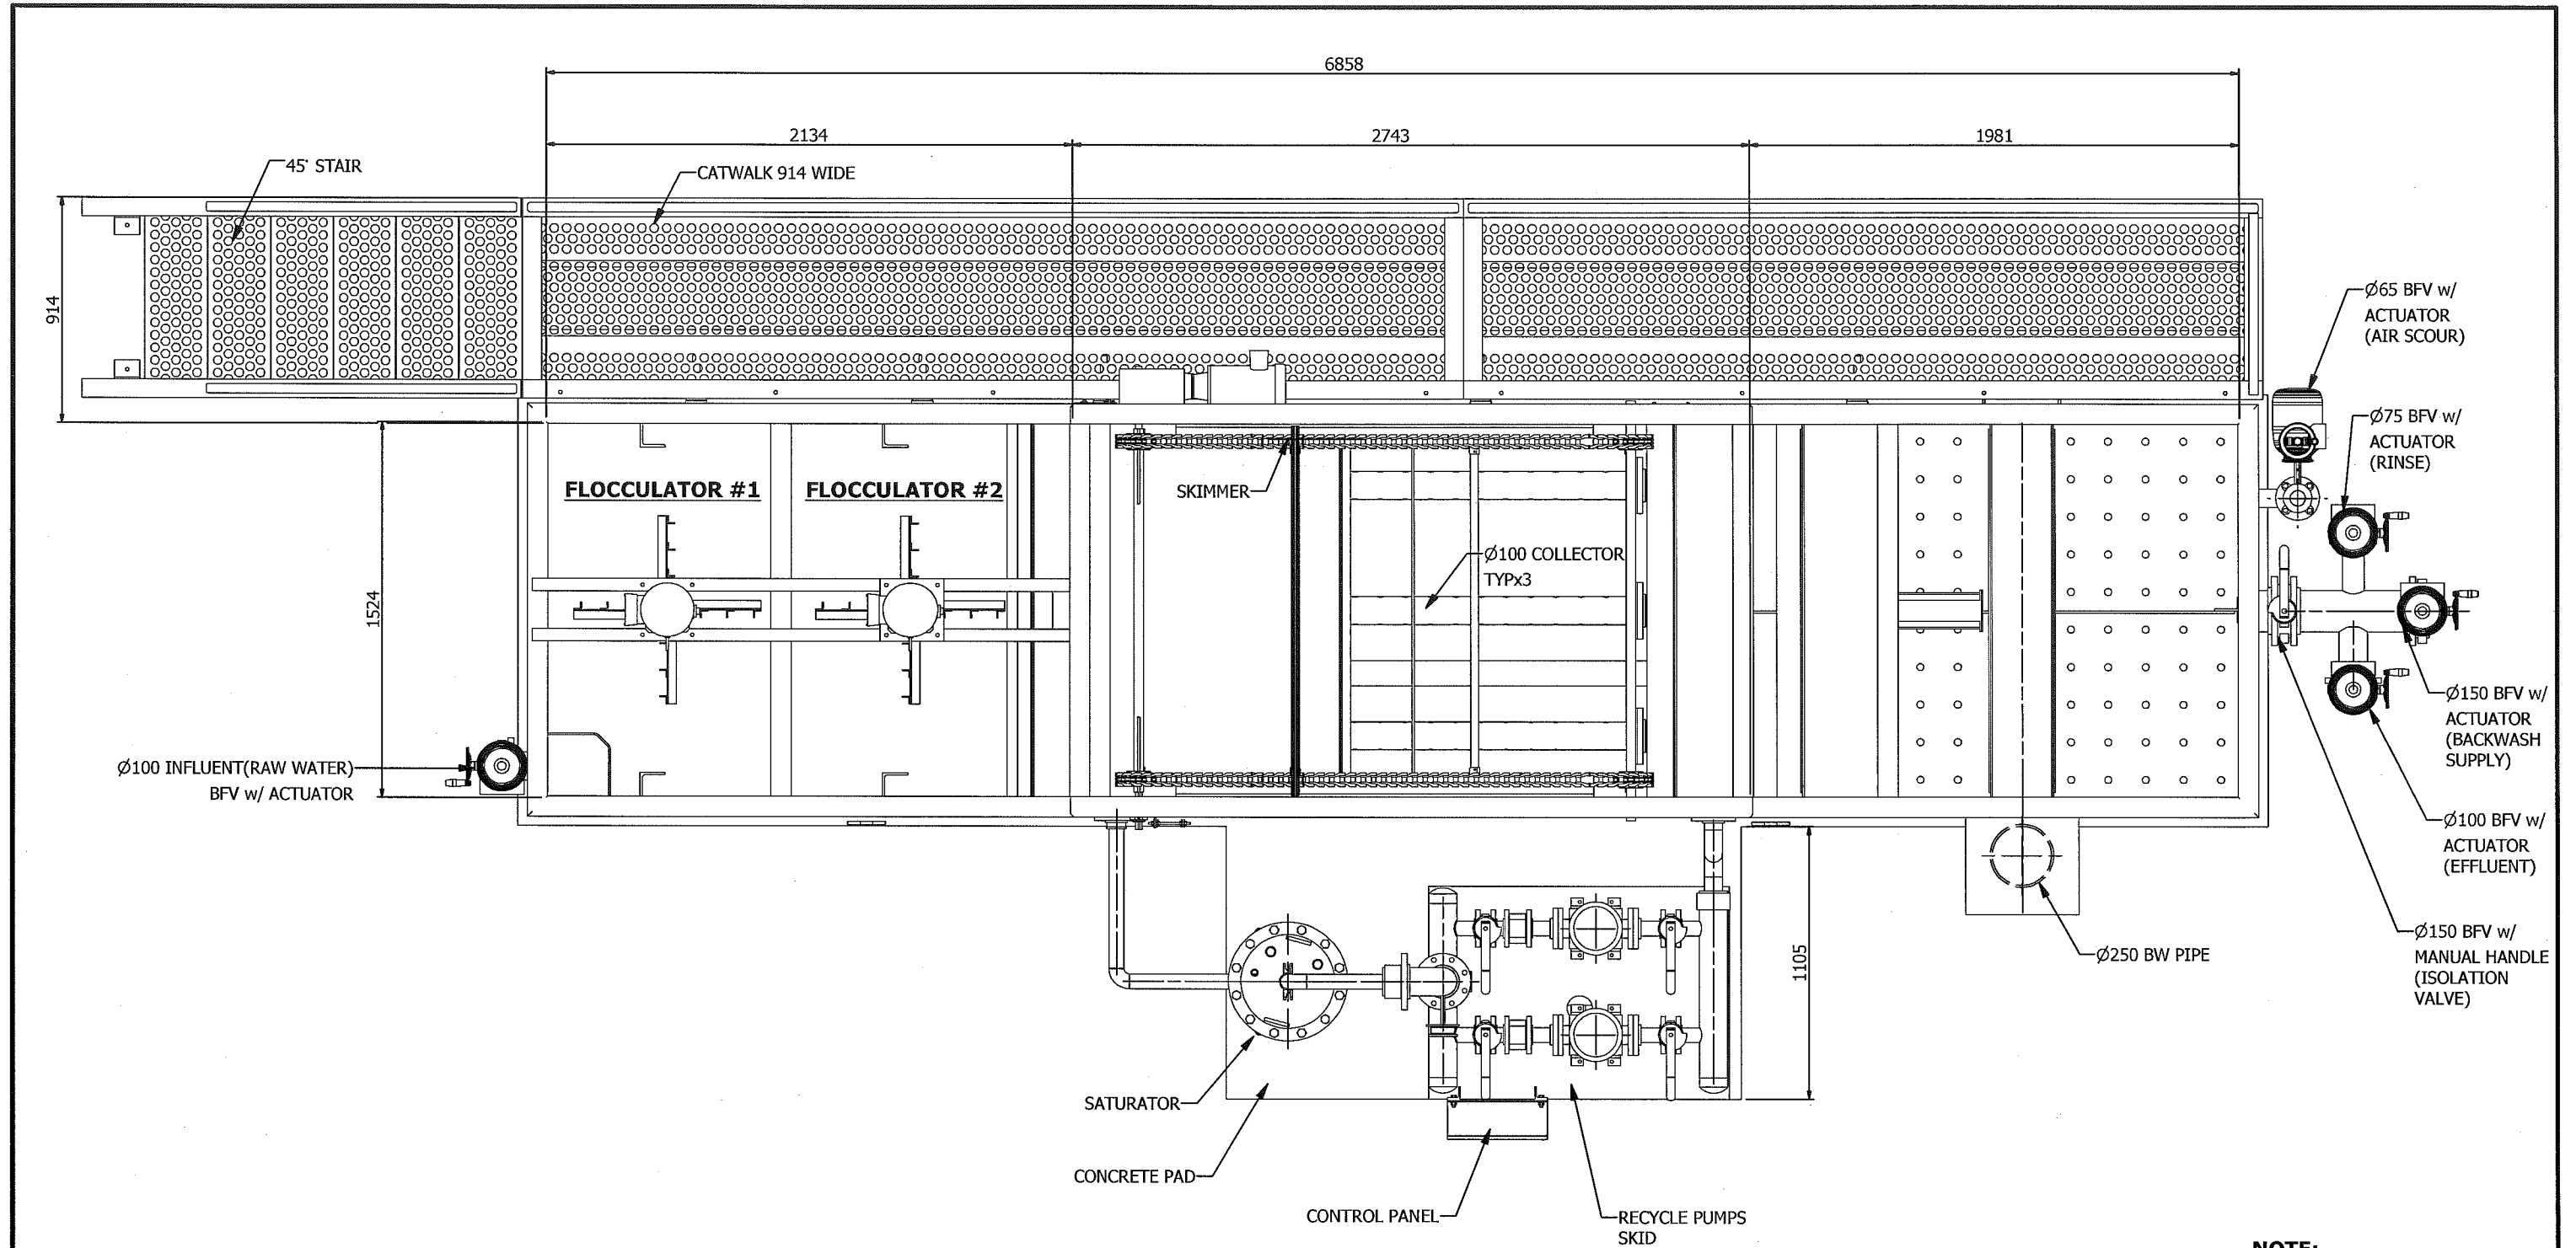 6858
2134
2743
1981
45° STAIR
CATWALK 914 WIDE
914
Ø65 BFV w/
ACTUATOR
(AIR SCOUR)
Ø75 BFV w/
ACTUATOR
(RINSE)
FLOCCULATOR #1
FLOCCULATOR #2
SKIMMER
Ø100 COLLECTOR
TYPx3
1524
Ø150 BFV w/
ACTUATOR
(BACKWASH
SUPPLY)
Ø100 INFLUENT(RAW WATER)
BFV w/ ACTUATOR
Ø100 BFV w/
ACTUATOR
(EFFLUENT)
Ø150 BFV w/
MANUAL HANDLE
(ISOLATION
VALVE)
Ø250 BW PIPE
1105
SATURATOR
CONCRETE PAD
CONTROL PANEL
RECYCLE PUMPS
SKID
NOTE: